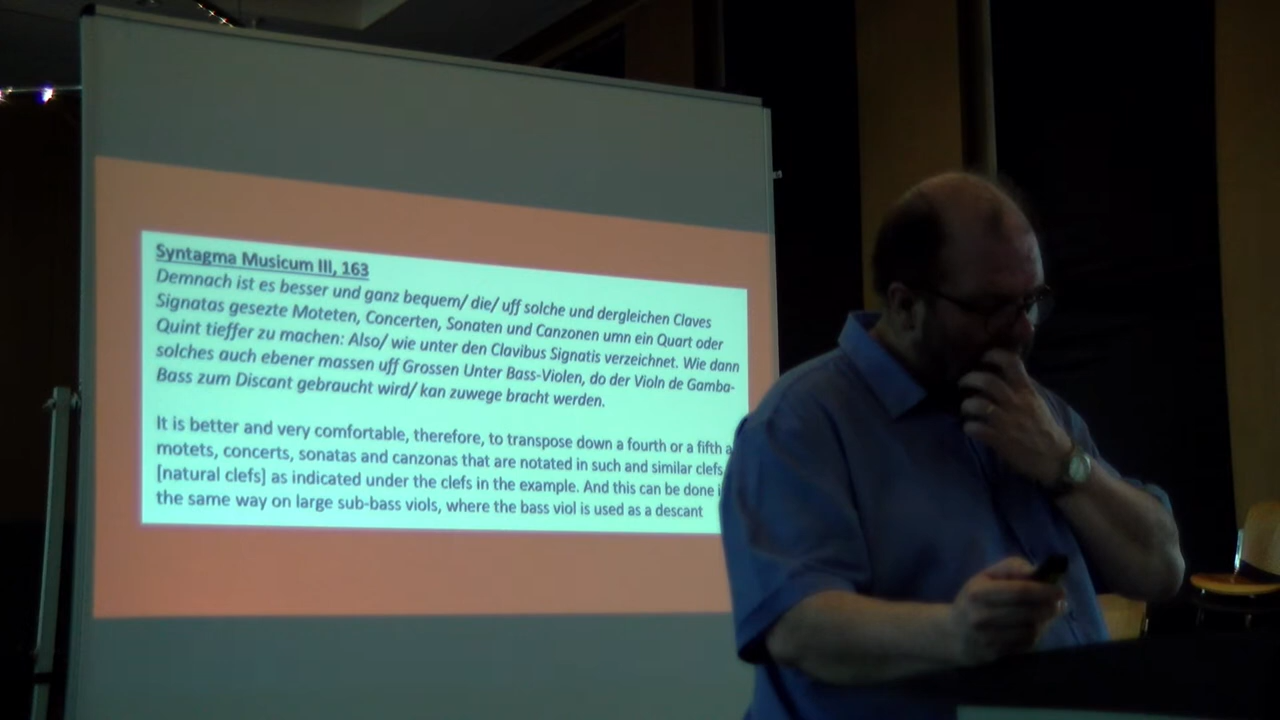 Syntagma Musicum III, 163
Demnach ist es besser und ganz bequem/ die/ uff solche und dergleichen Claves
Signatas gesezte Moteten, Concerten, Sonaten und Canzonen umn ein Quart oder
Quint tieffer zu machen: Also/ wie unter den Clavibus Signatis verzeichnet. Wie dann
solches auch ebener massen uff Grossen Unter Bass-Violen, do der Violn de Gamba-
Bass zum Discant gebraucht wird/ kan zuwege bracht werden.
It is better and very comfortable, therefore, to transpose down a fourth or a fifth
motets, concerts, sonatas and canzonas that are notated in such and similar clefs
[natural clefs] as indicated under the clefs in the example. And this can be done
the same way on large sub-bass viols, where the bass viol is used as a descant